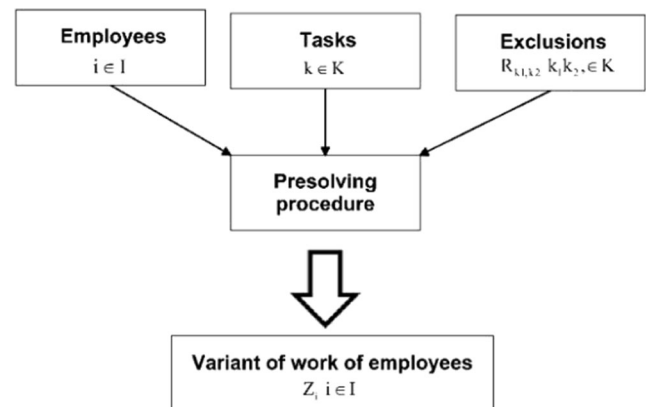 Employees
i ∈ I
Tasks
k ∈ K
Exclusions
R_{k1,k2} k₁k₂, ∈ K
Presolving
procedure
Variant of work of employees
Z_i i ∈ I